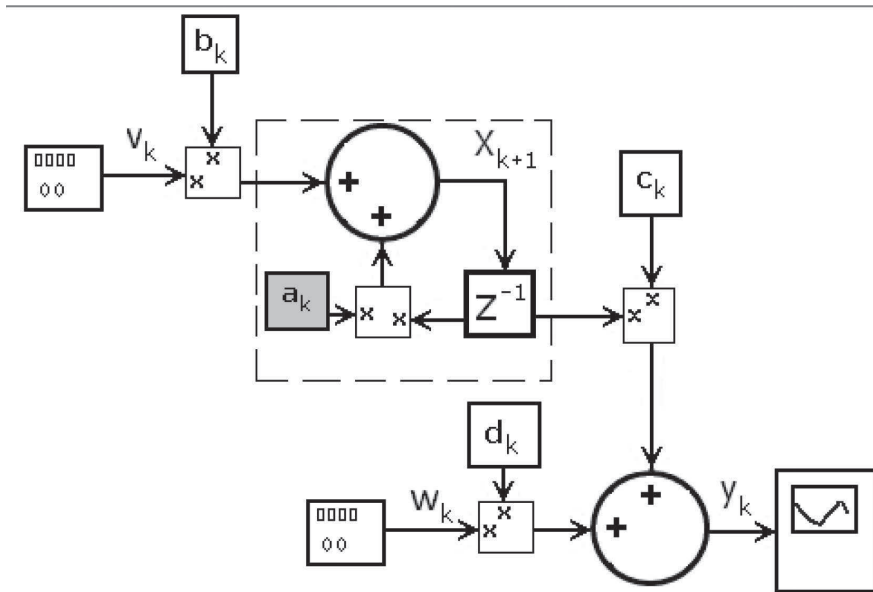 b_k
v_k
x
x
X_{k+1}
+
+
c_k
a_k
x
x
Z^{-1}
x
x
d_k
w_k
x
x
+
+
y_k